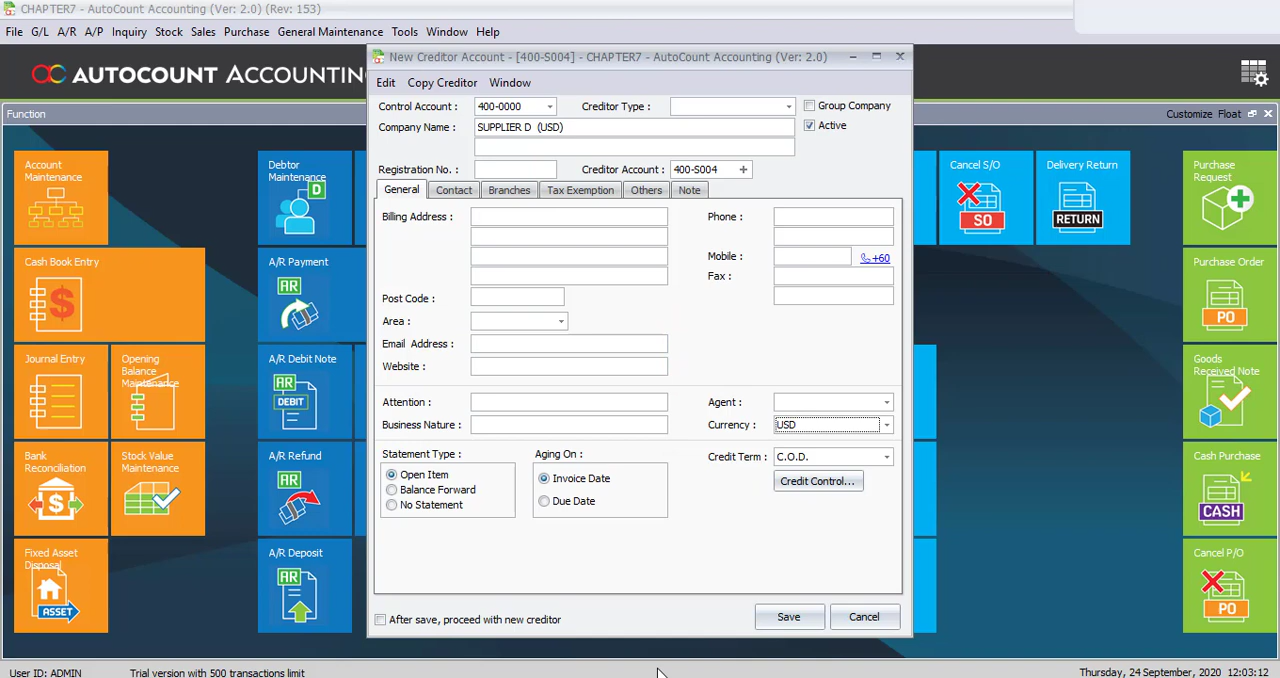 CHAPTER7 - AutoCount Accounting (Ver: 2.0) (Rev: 153)
File G/L A/R A/P Inquiry Stock Sales Purchase General Maintenance Tools Window Help
AUTOCOUNT ACCOUNTING
Function
Customize Float
Account Maintenance
Cash Book Entry
Journal Entry
Opening Balance Maintenance
Bank Reconciliation
Stock Value Maintenance
Fixed Asset Disposal
ASSET
Debtor Maintenance
D
A/R Payment
AR
A/R Debit Note
AR
DEBIT
A/R Refund
AR
A/R Deposit
AR
New Creditor Account - [400-S004] - CHAPTER7 - AutoCount Accounting (Ver: 2.0)
Edit Copy Creditor Window
Control Account : 400-0000 Creditor Type : Group Company
Company Name : SUPPLIER D (USD) Active
Registration No. : Creditor Account : 400-S004
General Contact Branches Tax Exemption Others Note
Billing Address : Phone :
Mobile : +60
Fax :
Post Code :
Area :
Email Address :
Website :
Attention : Agent :
Business Nature : Currency : USD
Statement Type : Aging On : Credit Term : C.O.D.
Open Item Invoice Date Credit Control...
Balance Forward
No Statement Due Date
After save, proceed with new creditor Save Cancel
Cancel S/O
SO
Delivery Return
RETURN
Purchase Request
Purchase Order
PO
Goods Received Note
Cash Purchase
CASH
Cancel P/O
PO
User ID: ADMIN Trial version with 500 transactions limit Thursday, 24 September, 2020 12:03:12